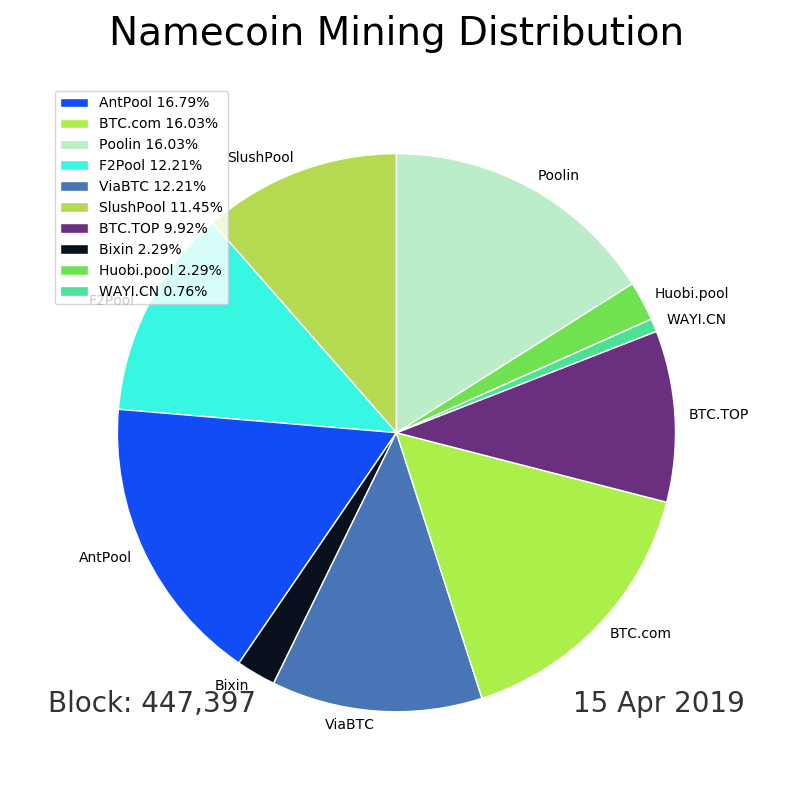 Namecoin Mining Distribution
AntPool 16.79%
BTC.com 16.03%
Poolin 16.03%
F2Pool 12.21%
ViaBTC 12.21%
SlushPool 11.45%
BTC.TOP 9.92%
Bixin 2.29%
Huobi.pool 2.29%
WAYI.CN 0.76%
SlushPool
Poolin
Huobi.pool
F2Pool
WAYI.CN
BTC.TOP
AntPool
BTC.com
Bixin
ViaBTC
Block: 447,397
15 Apr 2019